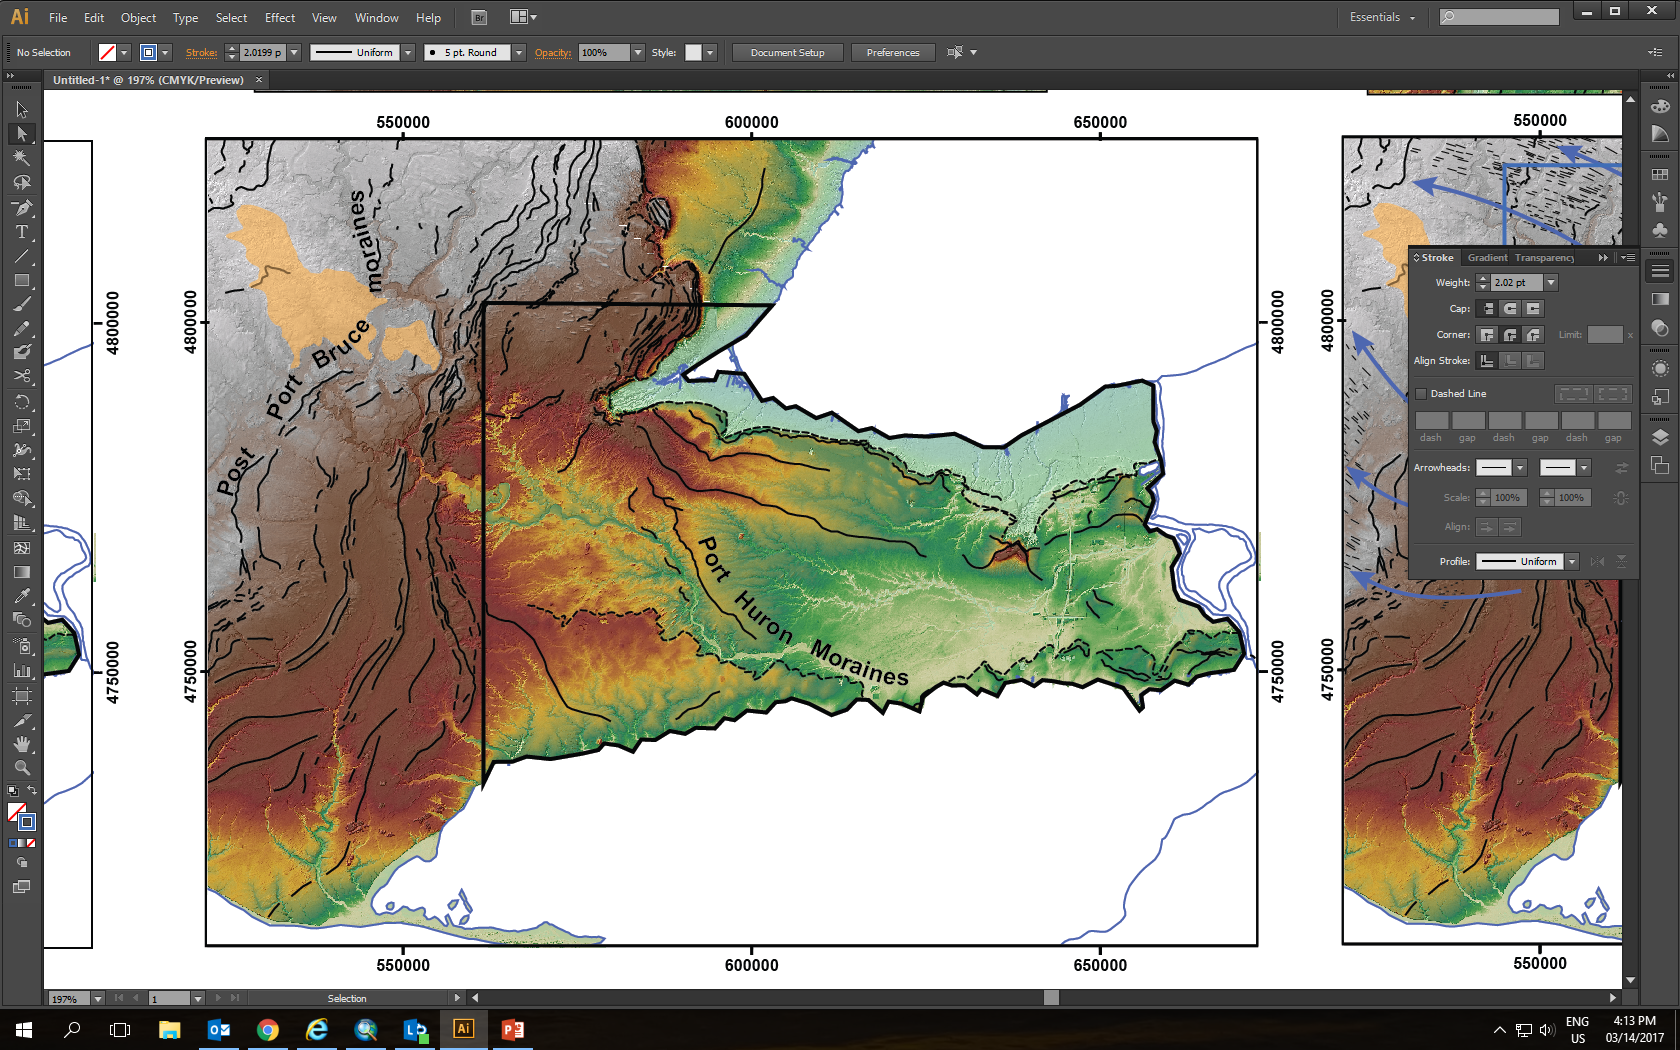 Ai File Edit Object Type Select Effect View Window Help Br Essentials
No Selection Stroke: 2.0199 p Uniform 5 pt. Round Opacity: 100% Style: Document Setup Preferences
Untitled-1* @ 197% (CMYK/Preview) ×
550000 600000 650000 550000
4800000 4800000 4800000 4800000
4750000 4750000 4750000 4750000
Post Port Bruce moraines
Port Huron Moraines
550000 600000 650000 550000
Stroke Gradient Transparency
Weight: 2.02 pt
Cap:
Corner: Limit: x
Align Stroke:
Dashed Line
dash gap dash gap dash gap
Arrowheads:
Scale: 100% 100%
Align:
Profile: Uniform
197% 1 Selection
Ai
ENG 4:13 PM
US 03/14/2017